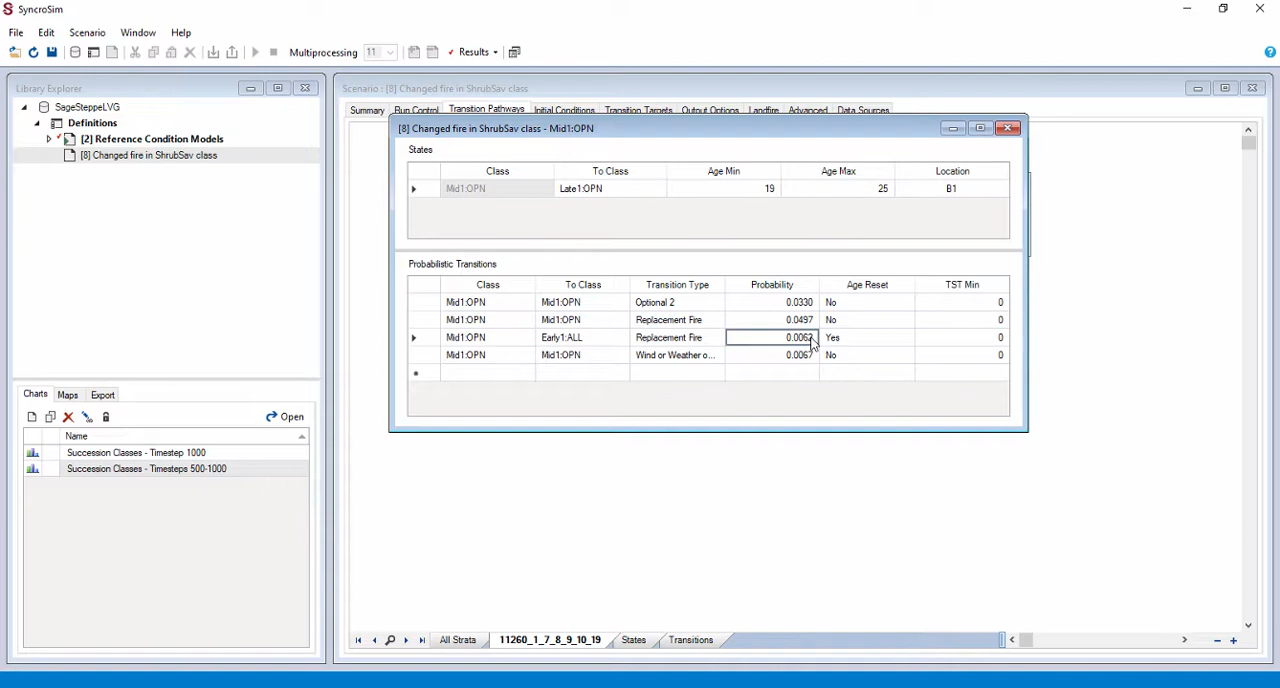 SyncroSim
File Edit Scenario Window Help
Multiprocessing 11 Results
Library Explorer
SageSteppeLVG
Definitions
[2] Reference Condition Models
[8] Changed fire in ShrubSav class
Charts Maps Export
Open
Name
Succession Classes - Timestep 1000
Succession Classes - Timesteps 500-1000
Scenario : [8] Changed fire in ShrubSav class
Summary Run Control Transition Pathways Initial Conditions Transition Targets Output Options Landfire Advanced Data Sources
[8] Changed fire in ShrubSav class - Mid1:OPN
States
Class To Class Age Min Age Max Location
Mid1:OPN Late1:OPN 19 25 B1
Probabilistic Transitions
Class To Class Transition Type Probability Age Reset TST Min
Mid1:OPN Mid1:OPN Optional 2 0.0330 No 0
Mid1:OPN Mid1:OPN Replacement Fire 0.0497 No 0
Mid1:OPN Early1:ALL Replacement Fire Yes 0
Mid1:OPN Mid1:OPN Wind or Weather o... 0.0067 No 0
All Strata 11260_1_7_8_9_10_19 States Transitions